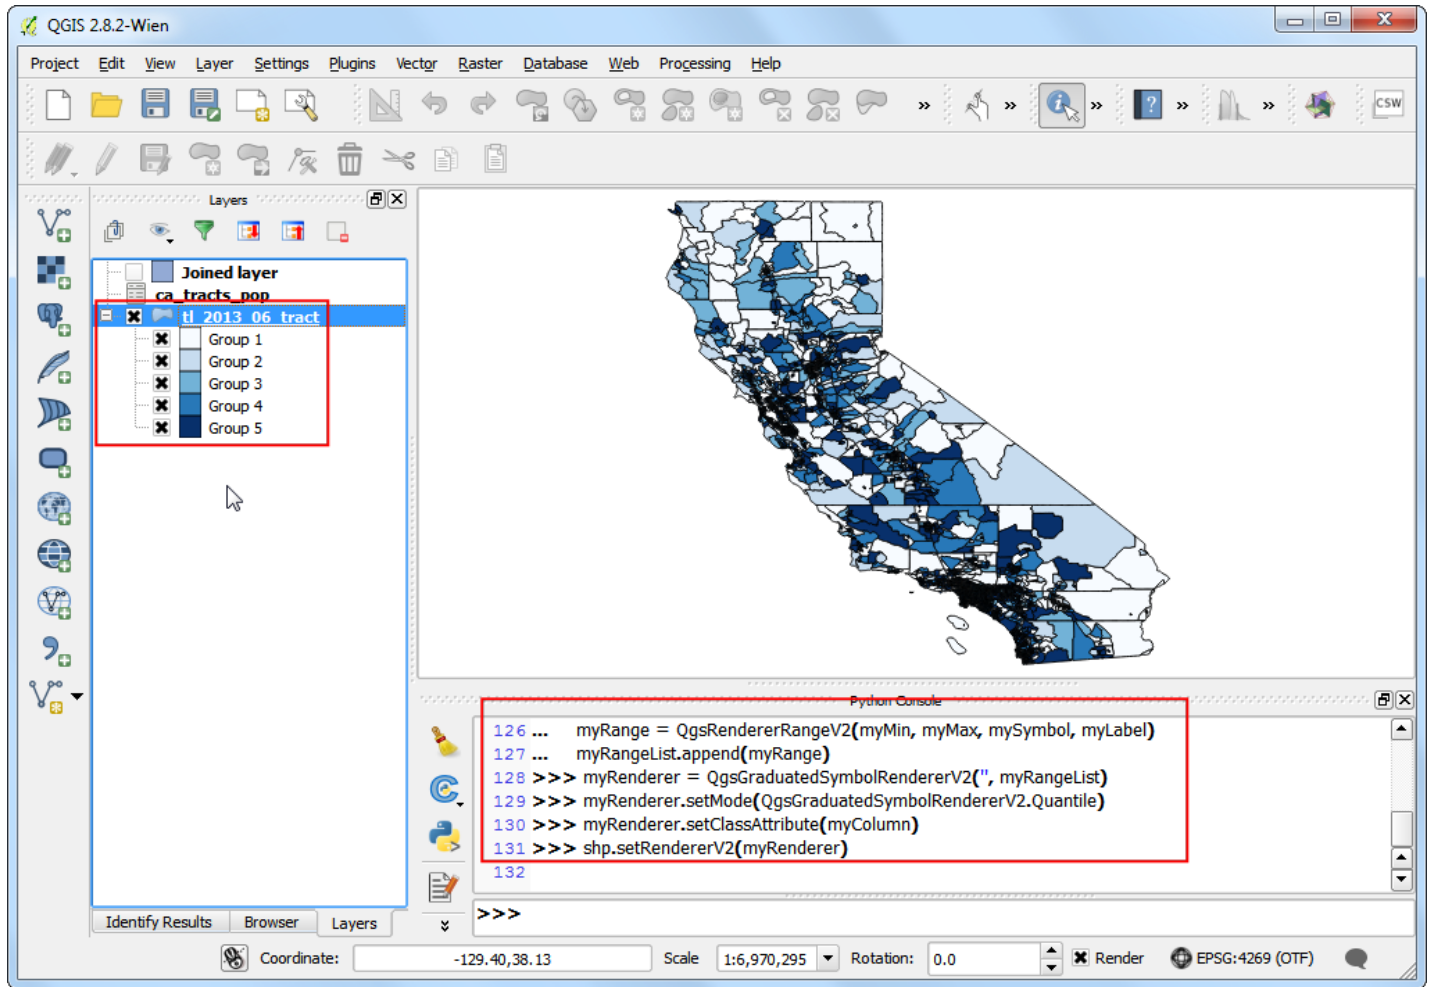 QGIS 2.8.2-Wien
Project Edit View Layer Settings Plugins Vector Raster Database Web Processing Help
» » » » » CSW
Layers
Joined layer
ca_tracts_pop
tl_2013_06_tract
Group 1
Group 2
Group 3
Group 4
Group 5
Python Console
126 ... myRange = QgsRendererRangeV2(myMin, myMax, mySymbol, myLabel)
127 ... myRangeList.append(myRange)
128 >>> myRenderer = QgsGraduatedSymbolRendererV2('', myRangeList)
129 >>> myRenderer.setMode(QgsGraduatedSymbolRendererV2.Quantile)
130 >>> myRenderer.setClassAttribute(myColumn)
131 >>> shp.setRendererV2(myRenderer)
132
>>>
Identify Results Browser Layers
Coordinate: -129.40,38.13 Scale 1:6,970,295 Rotation: 0.0 Render EPSG:4269 (OTF)